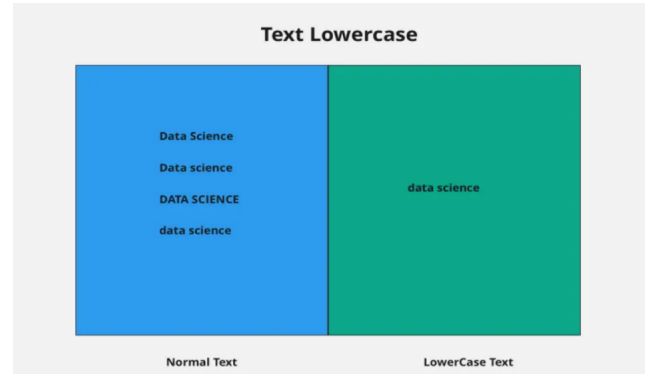 Text Lowercase
Data Science
Data science
DATA SCIENCE
data science
data science
Normal Text
LowerCase Text